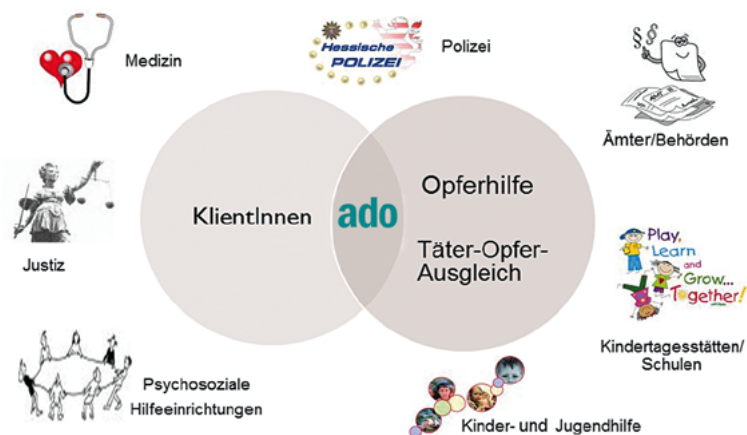 Medizin
Hessische
POLIZEI
Polizei
§§
Ämter/Behörden
KlientInnen
ado
Opferhilfe
Täter-Opfer-
Ausgleich
Justiz
Play,
Learn
and
Grow...
Together!
Kindertagesstätten/
Schulen
Psychosoziale
Hilfeeinrichtungen
Kinder- und Jugendhilfe